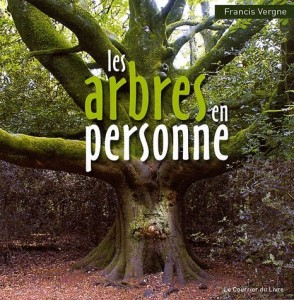 Francis Vergne
les
arbres en
personne
Le Courrier du Livre